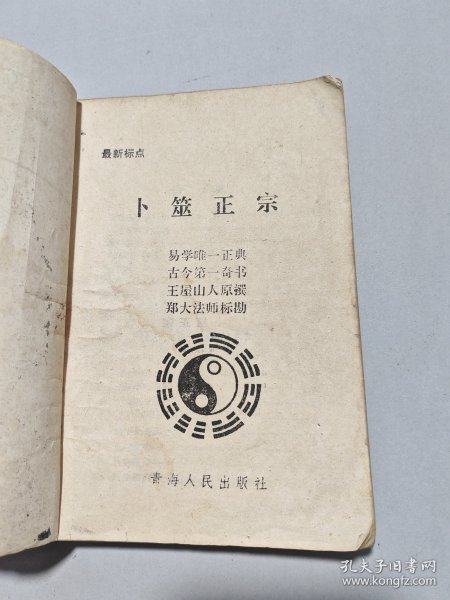 最新标点
卜筮正宗
易学唯一正典
古今第一奇书
王屋山人原撰
郑大法师标勘
青海人民出版社
孔夫子旧书网
www.kongfz.com